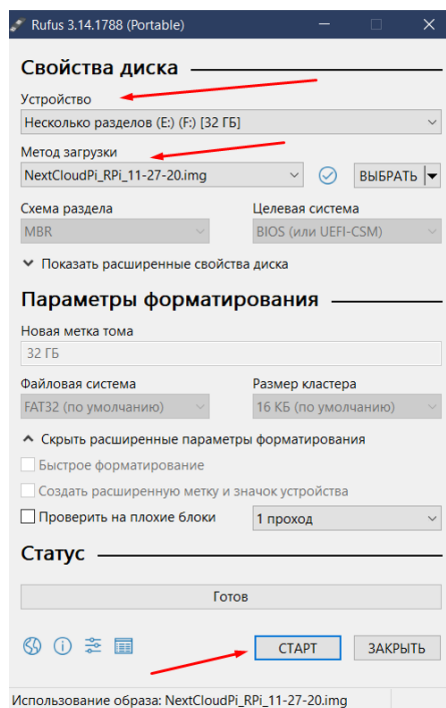 Rufus 3.14.1788 (Portable)
Свойства диска
Устройство
Несколько разделов (E:) (F:) [32 ГБ]
Метод загрузки
NextCloudPi_RPi_11-27-20.img ВЫБРАТЬ
Схема раздела Целевая система
MBR BIOS (или UEFI-CSM)
Показать расширенные свойства диска
Параметры форматирования
Новая метка тома
32 ГБ
Файловая система Размер кластера
FAT32 (по умолчанию) 16 КБ (по умолчанию)
Скрыть расширенные параметры форматирования
Быстрое форматирование
Создать расширенную метку и значок устройства
Проверить на плохие блоки 1 проход
Статус
Готов
СТАРТ ЗАКРЫТЬ
Использование образа: NextCloudPi_RPi_11-27-20.img